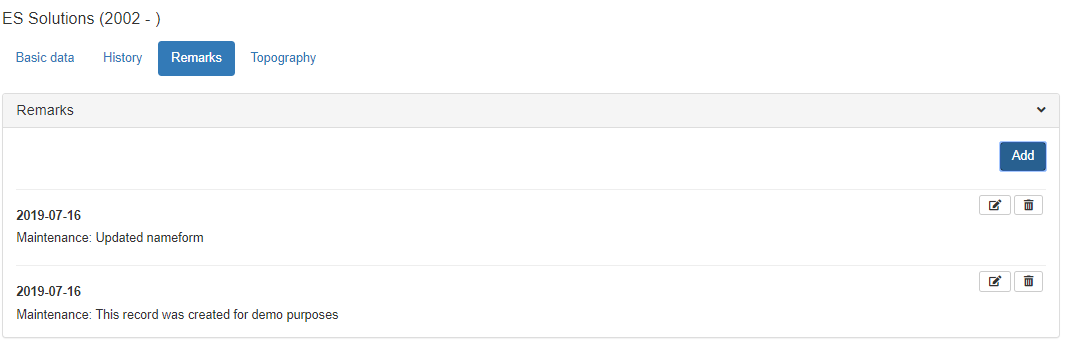 ES Solutions (2002 - )
Basic data History Remarks Topography
Remarks
Add
2019-07-16
Maintenance: Updated nameform
2019-07-16
Maintenance: This record was created for demo purposes